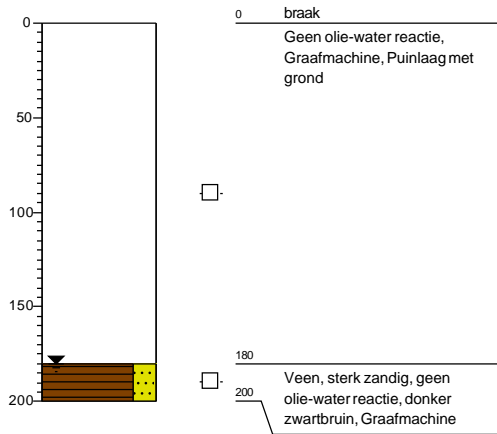 0
50
100
150
200
0 braak
Geen olie-water reactie,
Graafmachine, Puinlaag met
grond
180
Veen, sterk zandig, geen
200 olie-water reactie, donker
zwartbruin, Graafmachine